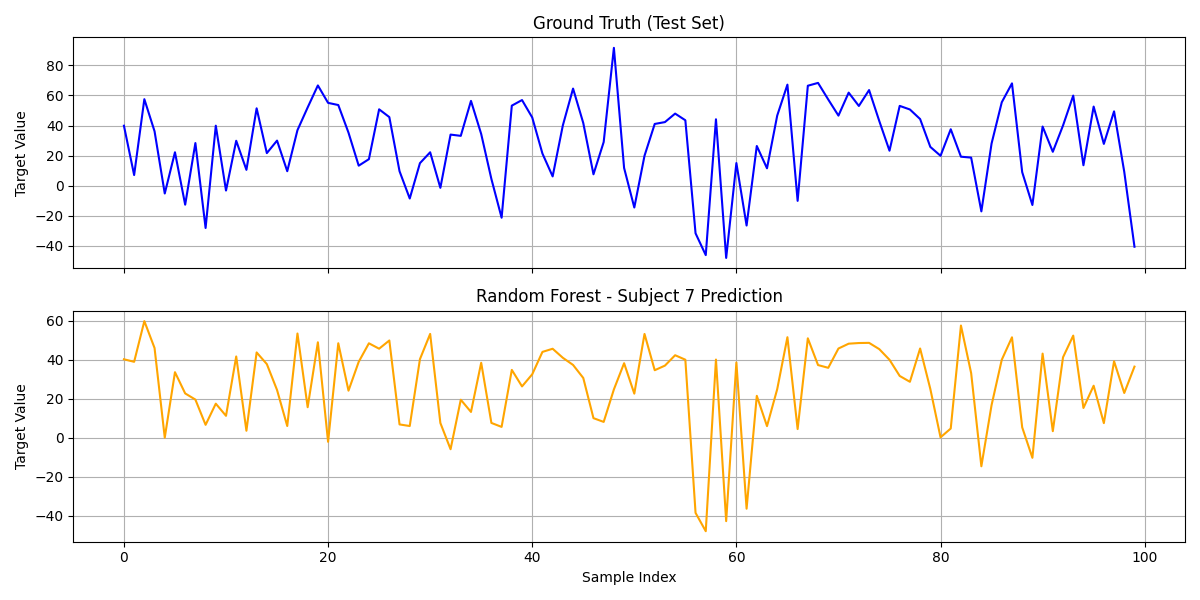 Ground Truth (Test Set)
Target Value
80
60
40
20
0
−20
−40
Random Forest - Subject 7 Prediction
Target Value
60
40
20
0
−20
−40
0 20 40 60 80 100
Sample Index